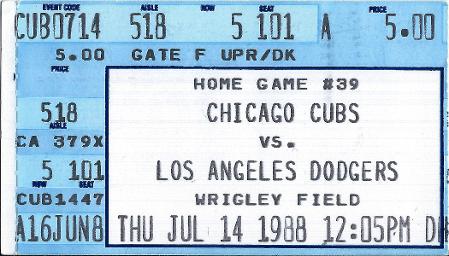 EVENT CODE AISLE ROW SEAT PRICE
CUB0714 518 5 101 A 5.00
5.00 GATE F UPR/DK
PRICE
HOME GAME #39
518 CHICAGO CUBS
AISLE
CA 379X VS.
5 101 LOS ANGELES DODGERS
ROW SEAT
CUB1447 WRIGLEY FIELD
A16JUN8 THU JUL 14 1988 12:05PM